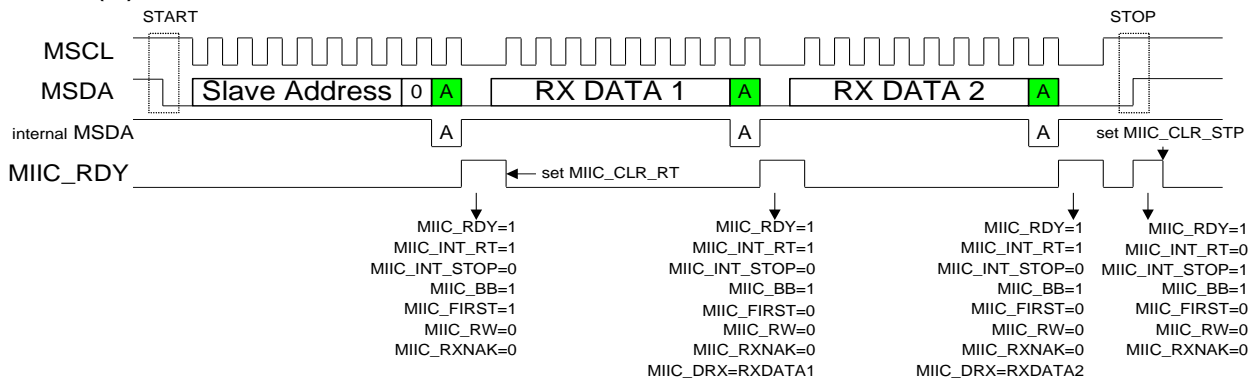 START STOP
MSCL
MSDA Slave Address 0 A RX DATA 1 A RX DATA 2 A
internal MSDA A A A set MIIC_CLR_STP
MIIC_RDY set MIIC_CLR_RT
MIIC_RDY=1 MIIC_RDY=1 MIIC_RDY=1 MIIC_RDY=1
MIIC_INT_RT=1 MIIC_INT_RT=1 MIIC_INT_RT=1 MIIC_INT_RT=0
MIIC_INT_STOP=0 MIIC_INT_STOP=0 MIIC_INT_STOP=0 MIIC_INT_STOP=1
MIIC_BB=1 MIIC_BB=1 MIIC_BB=1 MIIC_BB=1
MIIC_FIRST=1 MIIC_FIRST=0 MIIC_FIRST=0 MIIC_FIRST=0
MIIC_RW=0 MIIC_RW=0 MIIC_RW=0 MIIC_RW=0
MIIC_RXNAK=0 MIIC_RXNAK=0 MIIC_RXNAK=0 MIIC_RXNAK=0
MIIC_DRX=RXDATA1 MIIC_DRX=RXDATA2